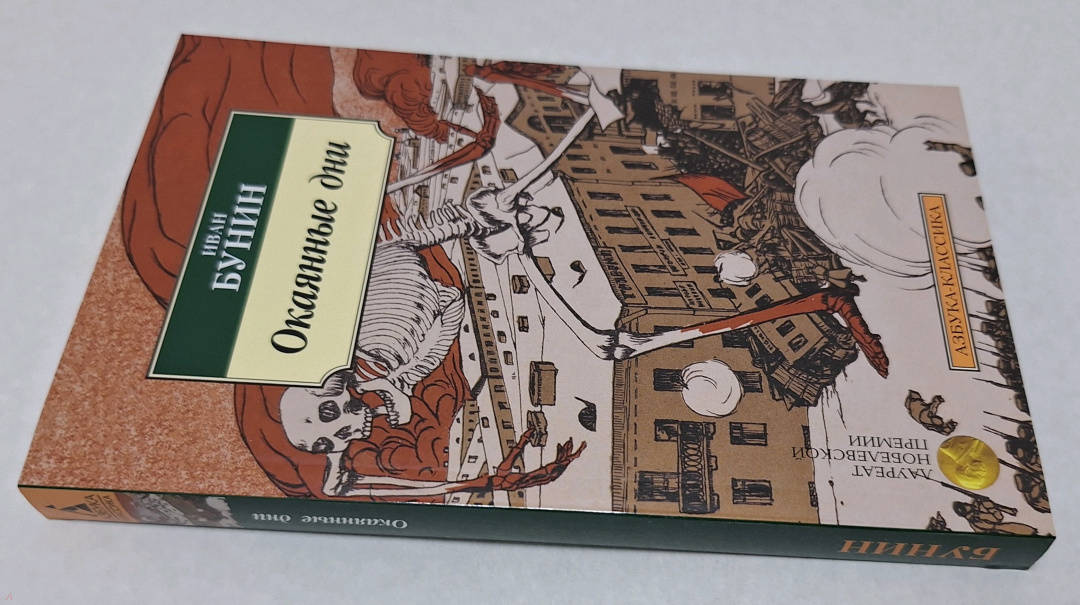 ИВАН
БУНИН
Окаянные дни
АЗБУКА-КЛАССИКА
ЛАУРЕАТ
НОБЕЛЕВСКОЙ
ПРЕМИИ
БУНИН
Окаянные дни